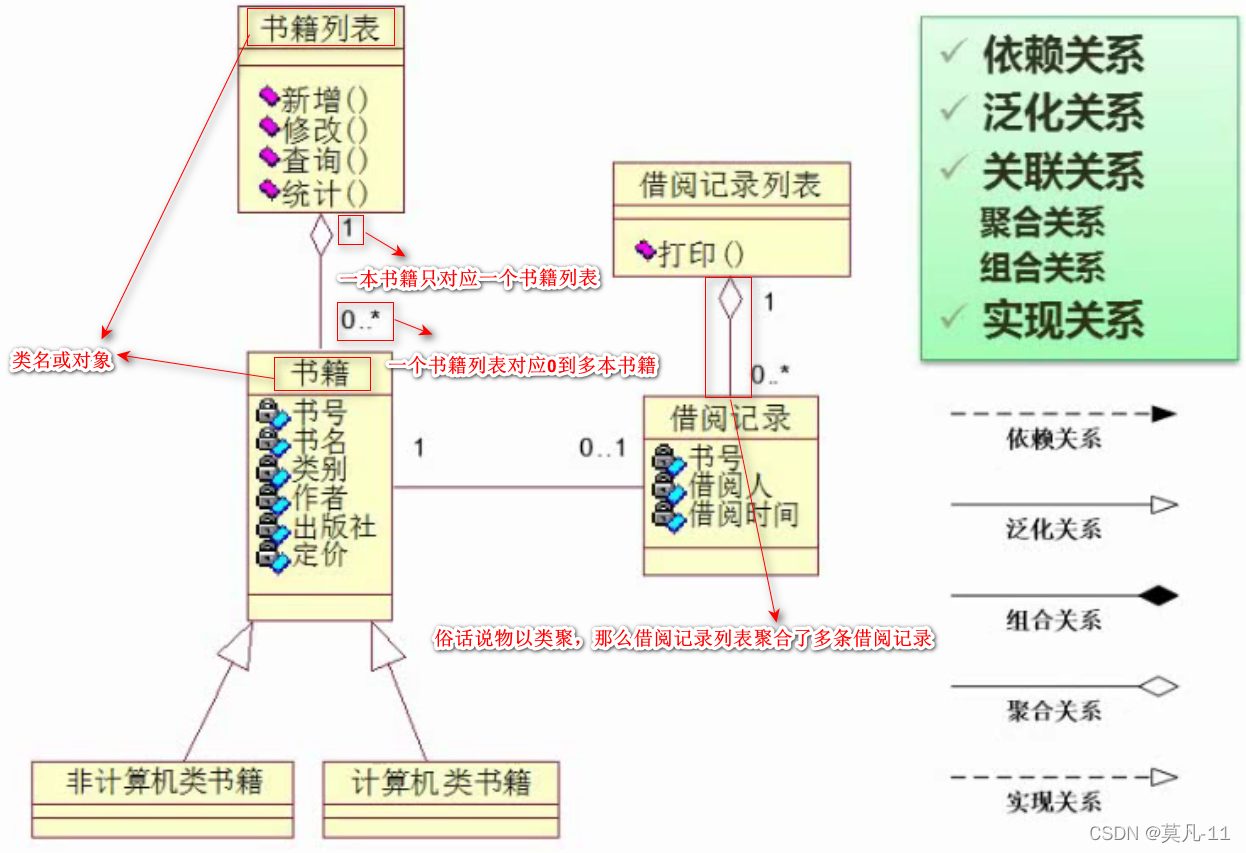 书籍列表
新增()
修改()
查询()
统计()
1
一本书籍只对应一个书籍列表
0..*
一个书籍列表对应0到多本书籍
类名或对象
书籍
书号
书名
类别
作者
出版社
定价
1
0..1
借阅记录列表
打印()
1
0..*
借阅记录
书号
借阅人
借阅时间
俗话说物以类聚，那么借阅记录列表聚合了多条借阅记录
非计算机类书籍
计算机类书籍
依赖关系
泛化关系
关联关系
聚合关系
组合关系
实现关系
依赖关系
泛化关系
组合关系
聚合关系
实现关系
CSDN @莫凡-11